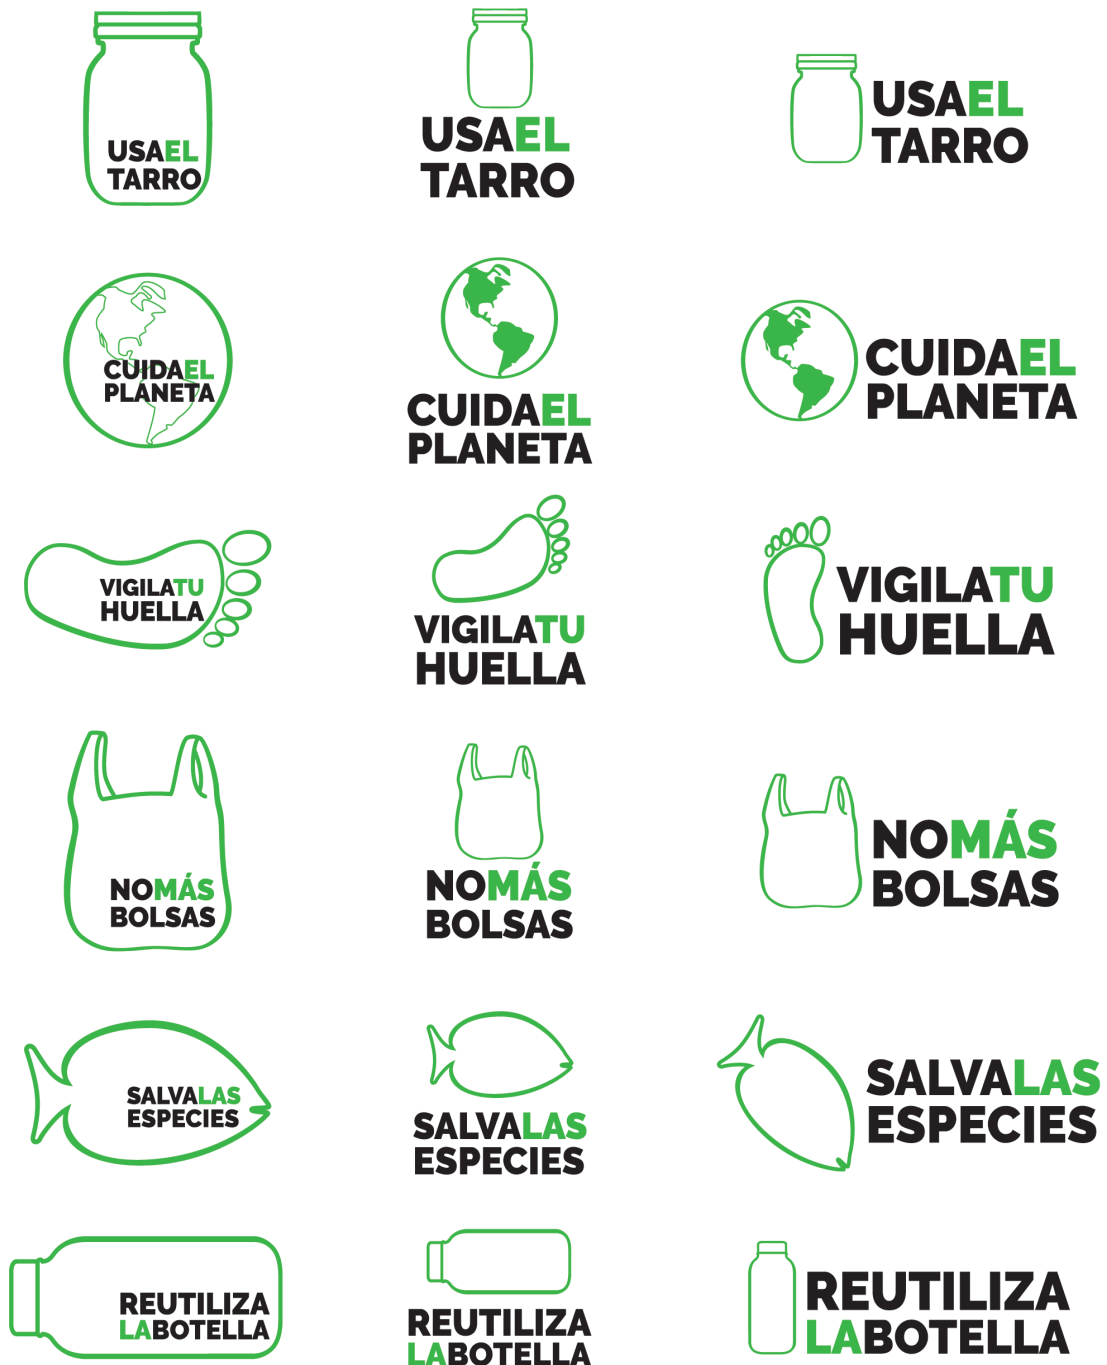 USAEL
TARRO
USAEL
TARRO
USAEL
TARRO
CUIDAEL
PLANETA
CUIDAEL
PLANETA
CUIDAEL
PLANETA
VIGILATU
HUELLA
VIGILATU
HUELLA
VIGILATU
HUELLA
NOMÁS
BOLSAS
NOMÁS
BOLSAS
NOMÁS
BOLSAS
SALVALAS
ESPECIES
SALVALAS
ESPECIES
SALVALAS
ESPECIES
REUTILIZA
LABOTELLA
REUTILIZA
LABOTELLA
REUTILIZA
LABOTELLA